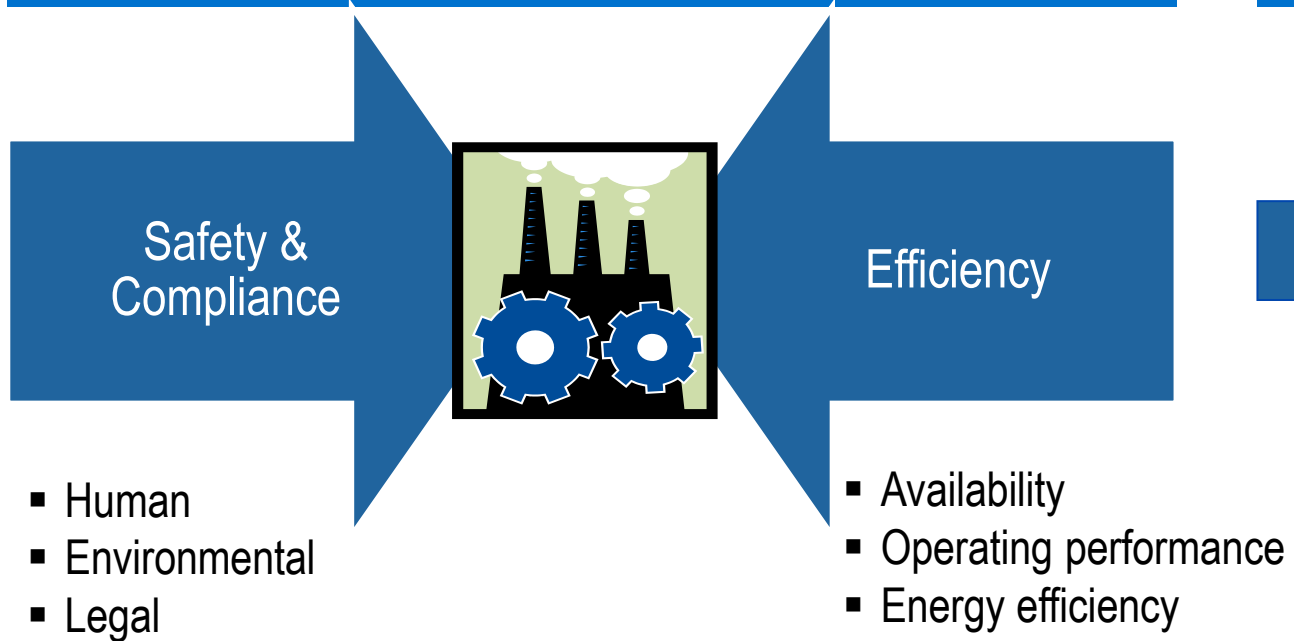 Safety &
Compliance
Efficiency
▪ Human
▪ Environmental
▪ Legal
▪ Availability
▪ Operating performance
▪ Energy efficiency